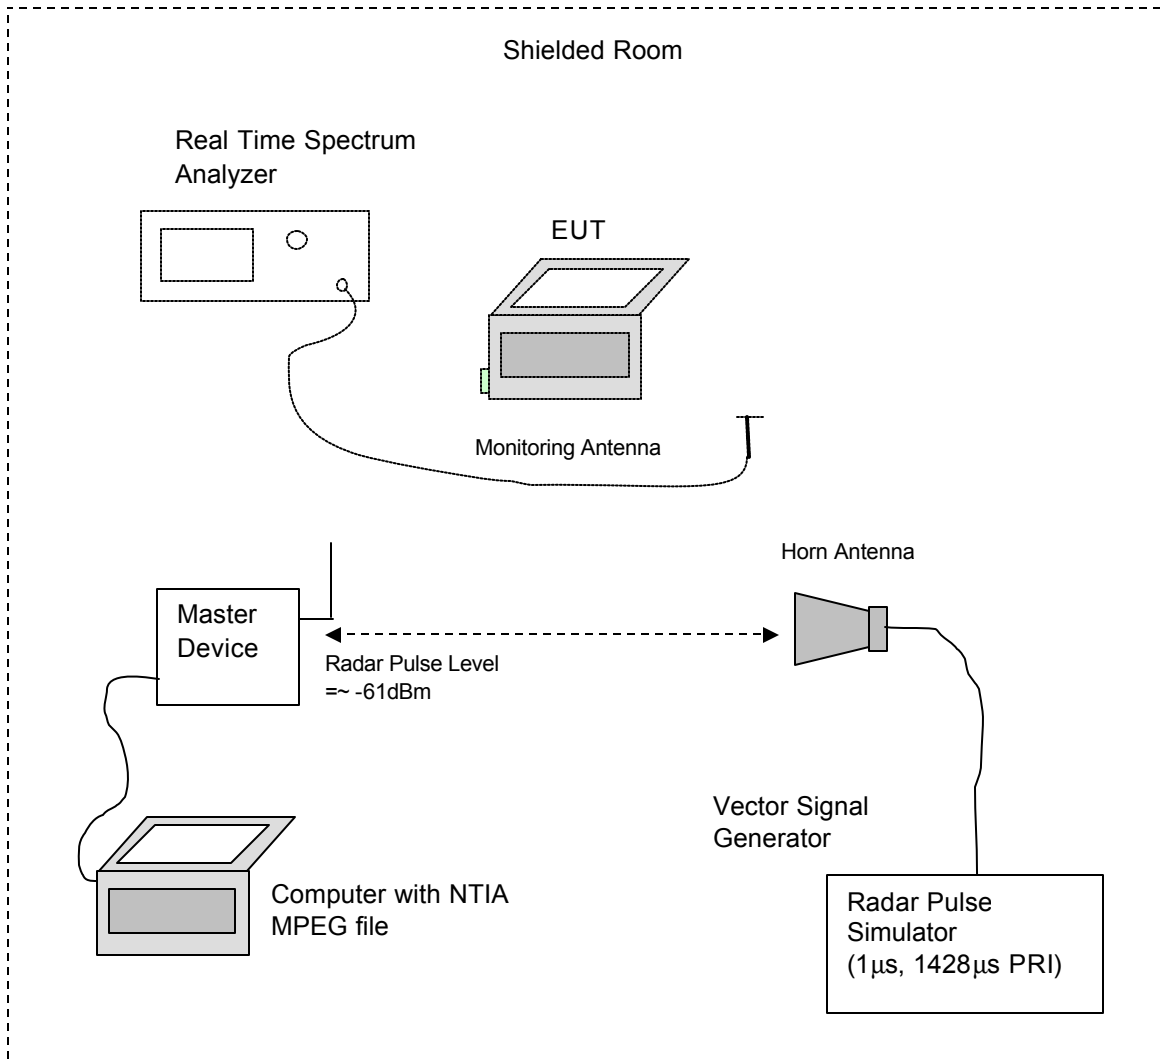 Shielded Room
Real Time Spectrum
Analyzer
EUT
Monitoring Antenna
Horn Antenna
Master
Device
Radar Pulse Level
=~ -61dBm
Vector Signal
Generator
Computer with NTIA
MPEG file
Radar Pulse
Simulator
(1μs, 1428μs PRI)